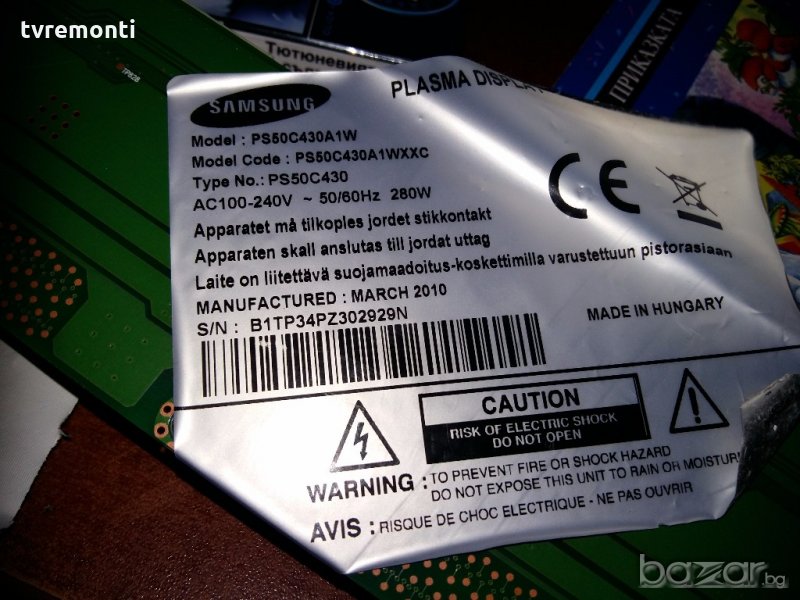 tvremonti
TP828
Тютюневият
ПРИКАЗКАТА
PLASMA DISPLAY
SAMSUNG
Model : PS50C430A1W
Model Code : PS50C430A1WXXC
Type No.: PS50C430
AC100-240V ~ 50/60Hz 280W
Apparatet må tilkoples jordet stikkontakt
Apparaten skall anslutas till jordat uttag
Laite on liitettävä suojamaadoitus-koskettimilla varustettuun pistorasiaan
MANUFACTURED : MARCH 2010
S/N : B1TP34PZ302929N
MADE IN HUNGARY
CE
CAUTION
RISK OF ELECTRIC SHOCK
DO NOT OPEN
WARNING : TO PREVENT FIRE OR SHOCK HAZARD
DO NOT EXPOSE THIS UNIT TO RAIN OR MOISTUR
AVIS : RISQUE DE CHOC ELECTRIQUE - NE PAS OUVRIR
bazar.bg